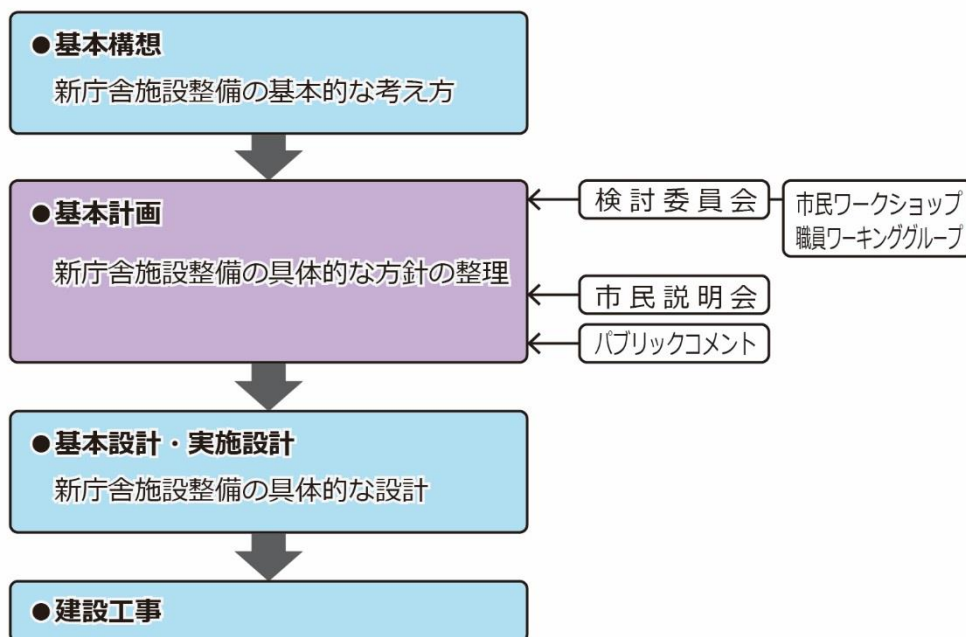 ●基本構想
新庁舎施設整備の基本的な考え方
●基本計画
新庁舎施設整備の具体的な方針の整理
検討委員会
市民ワークショップ
職員ワーキンググループ
市民説明会
パブリックコメント
●基本設計・実施設計
新庁舎施設整備の具体的な設計
●建設工事